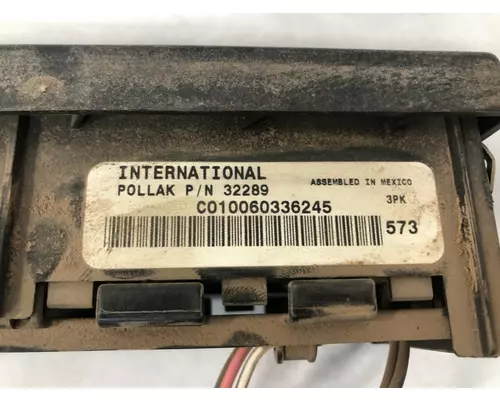 INTERNATIONAL
POLLAK P/N 32289 ASSEMBLED IN MEXICO
3PK
C010060336245
573